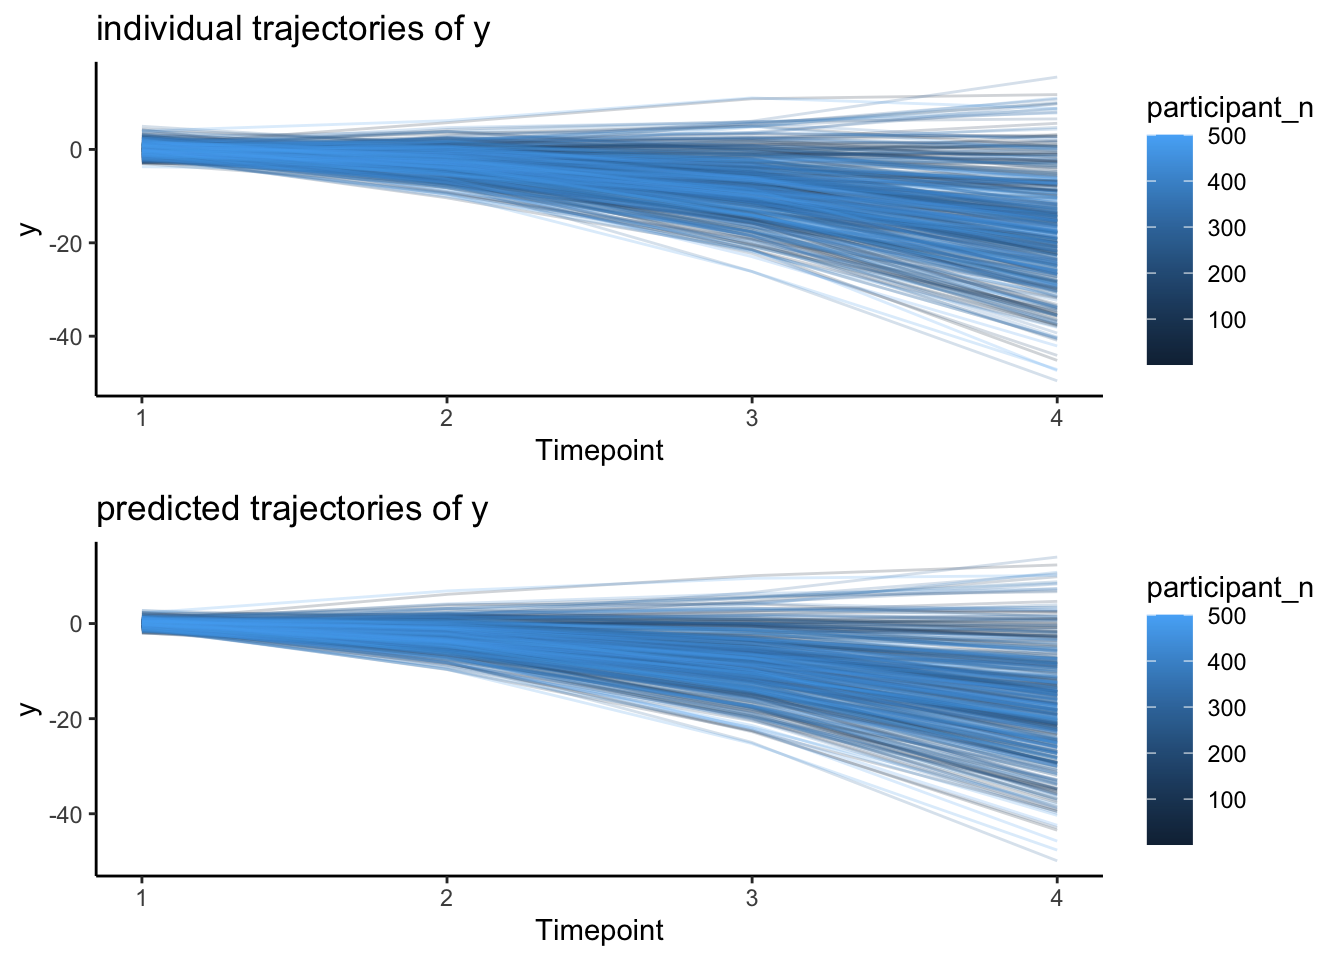 individual trajectories of y
participant_n
500
400
300
200
100
0
-20
-40
y
1 2 3 4
Timepoint
predicted trajectories of y
participant_n
500
400
300
200
100
0
-20
-40
y
1 2 3 4
Timepoint